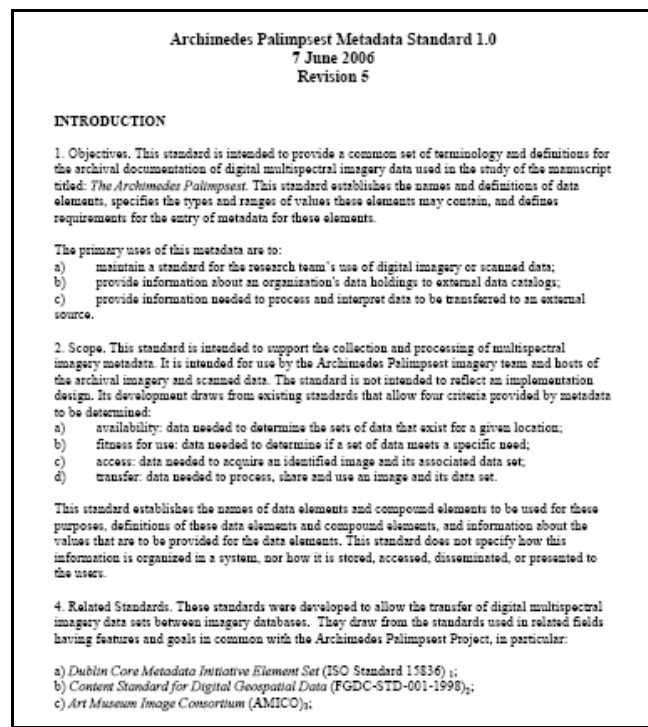 Archimedes Palimpsest Metadata Standard 1.0
7 June 2006
Revision 5
INTRODUCTION
1. Objectives. This standard is intended to provide a common set of terminology and definitions for
the archival documentation of digital multispectral imagery data used in the study of the manuscript
titled: The Archimedes Palimpsest. This standard establishes the names and definitions of data
elements, specifies the types and ranges of values these elements may contain, and defines
requirements for the entry of metadata for these elements.
The primary uses of this metadata are to:
a) maintain a standard for the research team's use of digital imagery or scanned data;
b) provide information about an organization's data holdings to external data catalogs;
c) provide information needed to process and interpret data to be transferred to an external
source.
2. Scope. This standard is intended to support the collection and processing of multispectral
imagery metadata. It is intended for use by the Archimedes Palimpsest imagery team and hosts of
the archival imagery and scanned data. The standard is not intended to reflect an implementation
design. Its development draws from existing standards that allow four criteria provided by metadata
to be determined:
a) availability: data needed to determine the sets of data that exist for a given location;
b) fitness for use: data needed to determine if a set of data meets a specific need;
c) access: data needed to acquire an identified image and its associated data set;
d) transfer: data needed to process, share and use an image and its data set.
This standard establishes the names of data elements and compound elements to be used for these
purposes, definitions of these data elements and compound elements, and information about the
values that are to be provided for the data elements. This standard does not specify how this
information is organized in a system, nor how it is stored, accessed, disseminated, or presented to
the users.
4. Related Standards. These standards were developed to allow the transfer of digital multispectral
imagery data sets between imagery databases. They draw from the standards used in related fields
having features and goals in common with the Archimedes Palimpsest Project, in particular:
a) Dublin Core Metadata Initiative Element Set (ISO Standard 15836) 1;
b) Content Standard for Digital Geospatial Data (FGDC-STD-001-1998)2;
c) Art Museum Image Consortium (AMICO)3;